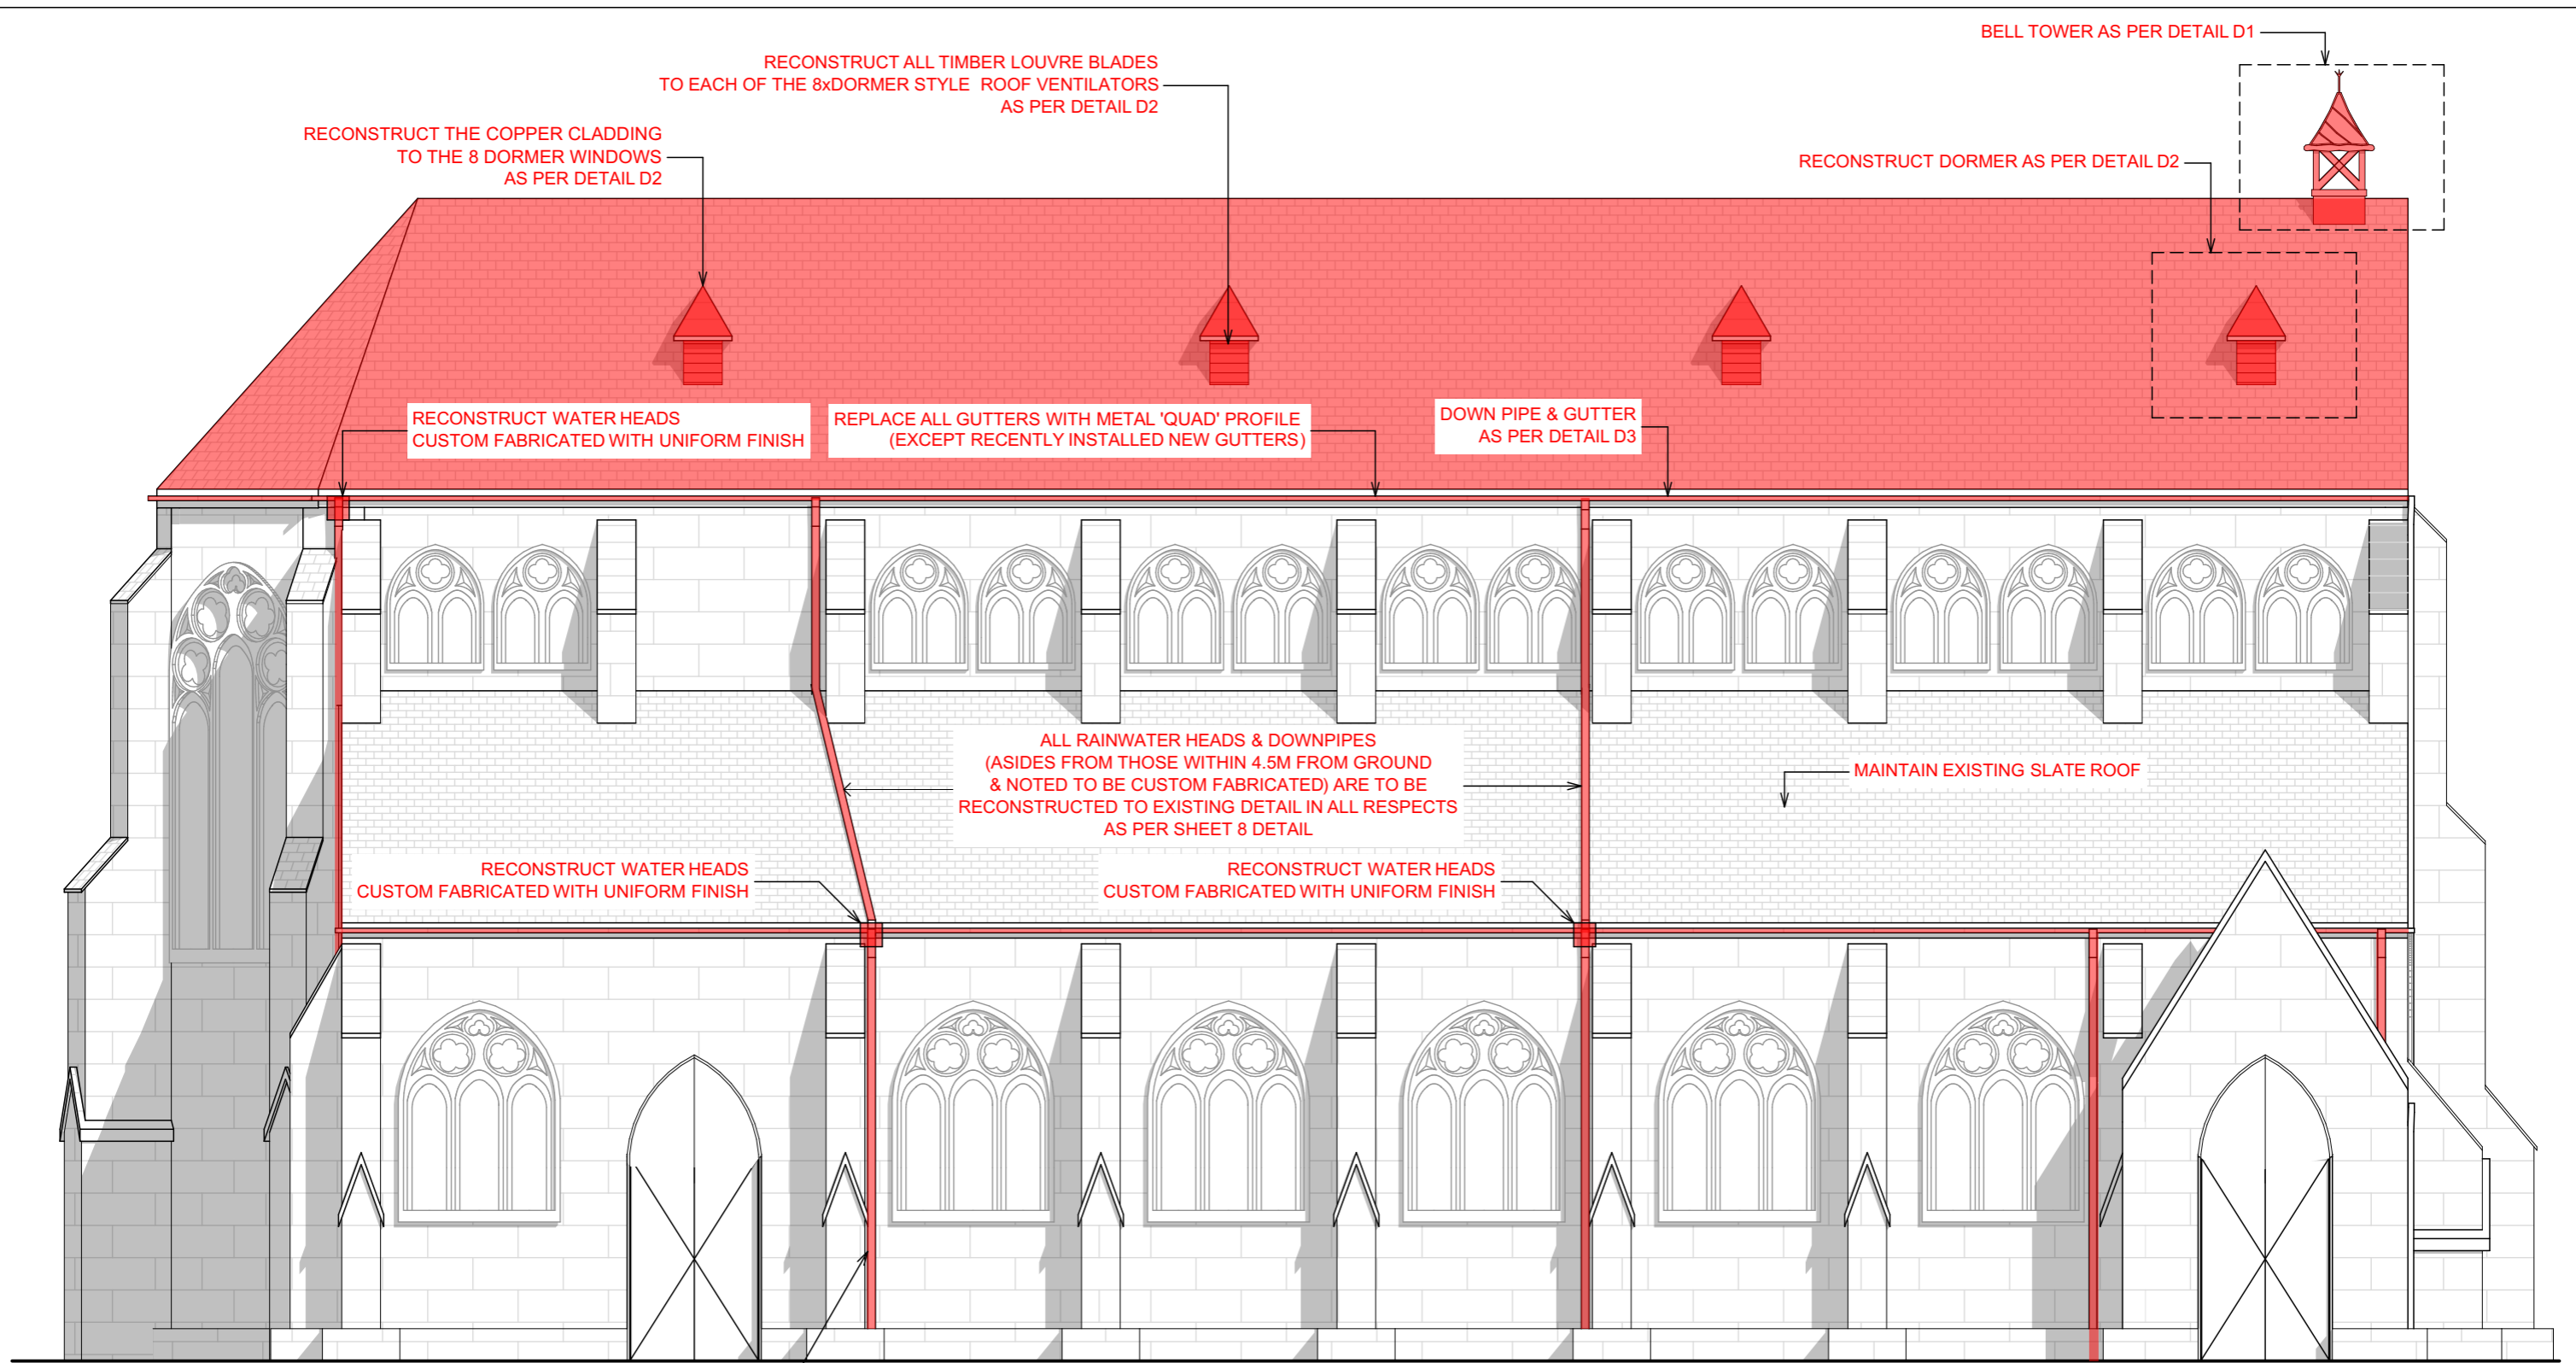 BELL TOWER AS PER DETAIL D1
RECONSTRUCT ALL TIMBER LOUVRE BLADES
TO EACH OF THE 8xDORMER STYLE ROOF VENTILATORS
AS PER DETAIL D2
RECONSTRUCT THE COPPER CLADDING
TO THE 8 DORMER WINDOWS
AS PER DETAIL D2
RECONSTRUCT DORMER AS PER DETAIL D2
RECONSTRUCT WATER HEADS
CUSTOM FABRICATED WITH UNIFORM FINISH
REPLACE ALL GUTTERS WITH METAL 'QUAD' PROFILE
(EXCEPT RECENTLY INSTALLED NEW GUTTERS)
DOWN PIPE & GUTTER
AS PER DETAIL D3
ALL RAINWATER HEADS & DOWNPIPES
(ASIDES FROM THOSE WITHIN 4.5M FROM GROUND
& NOTED TO BE CUSTOM FABRICATED) ARE TO BE
RECONSTRUCTED TO EXISTING DETAIL IN ALL RESPECTS
AS PER SHEET 8 DETAIL
MAINTAIN EXISTING SLATE ROOF
RECONSTRUCT WATER HEADS
CUSTOM FABRICATED WITH UNIFORM FINISH
RECONSTRUCT WATER HEADS
CUSTOM FABRICATED WITH UNIFORM FINISH